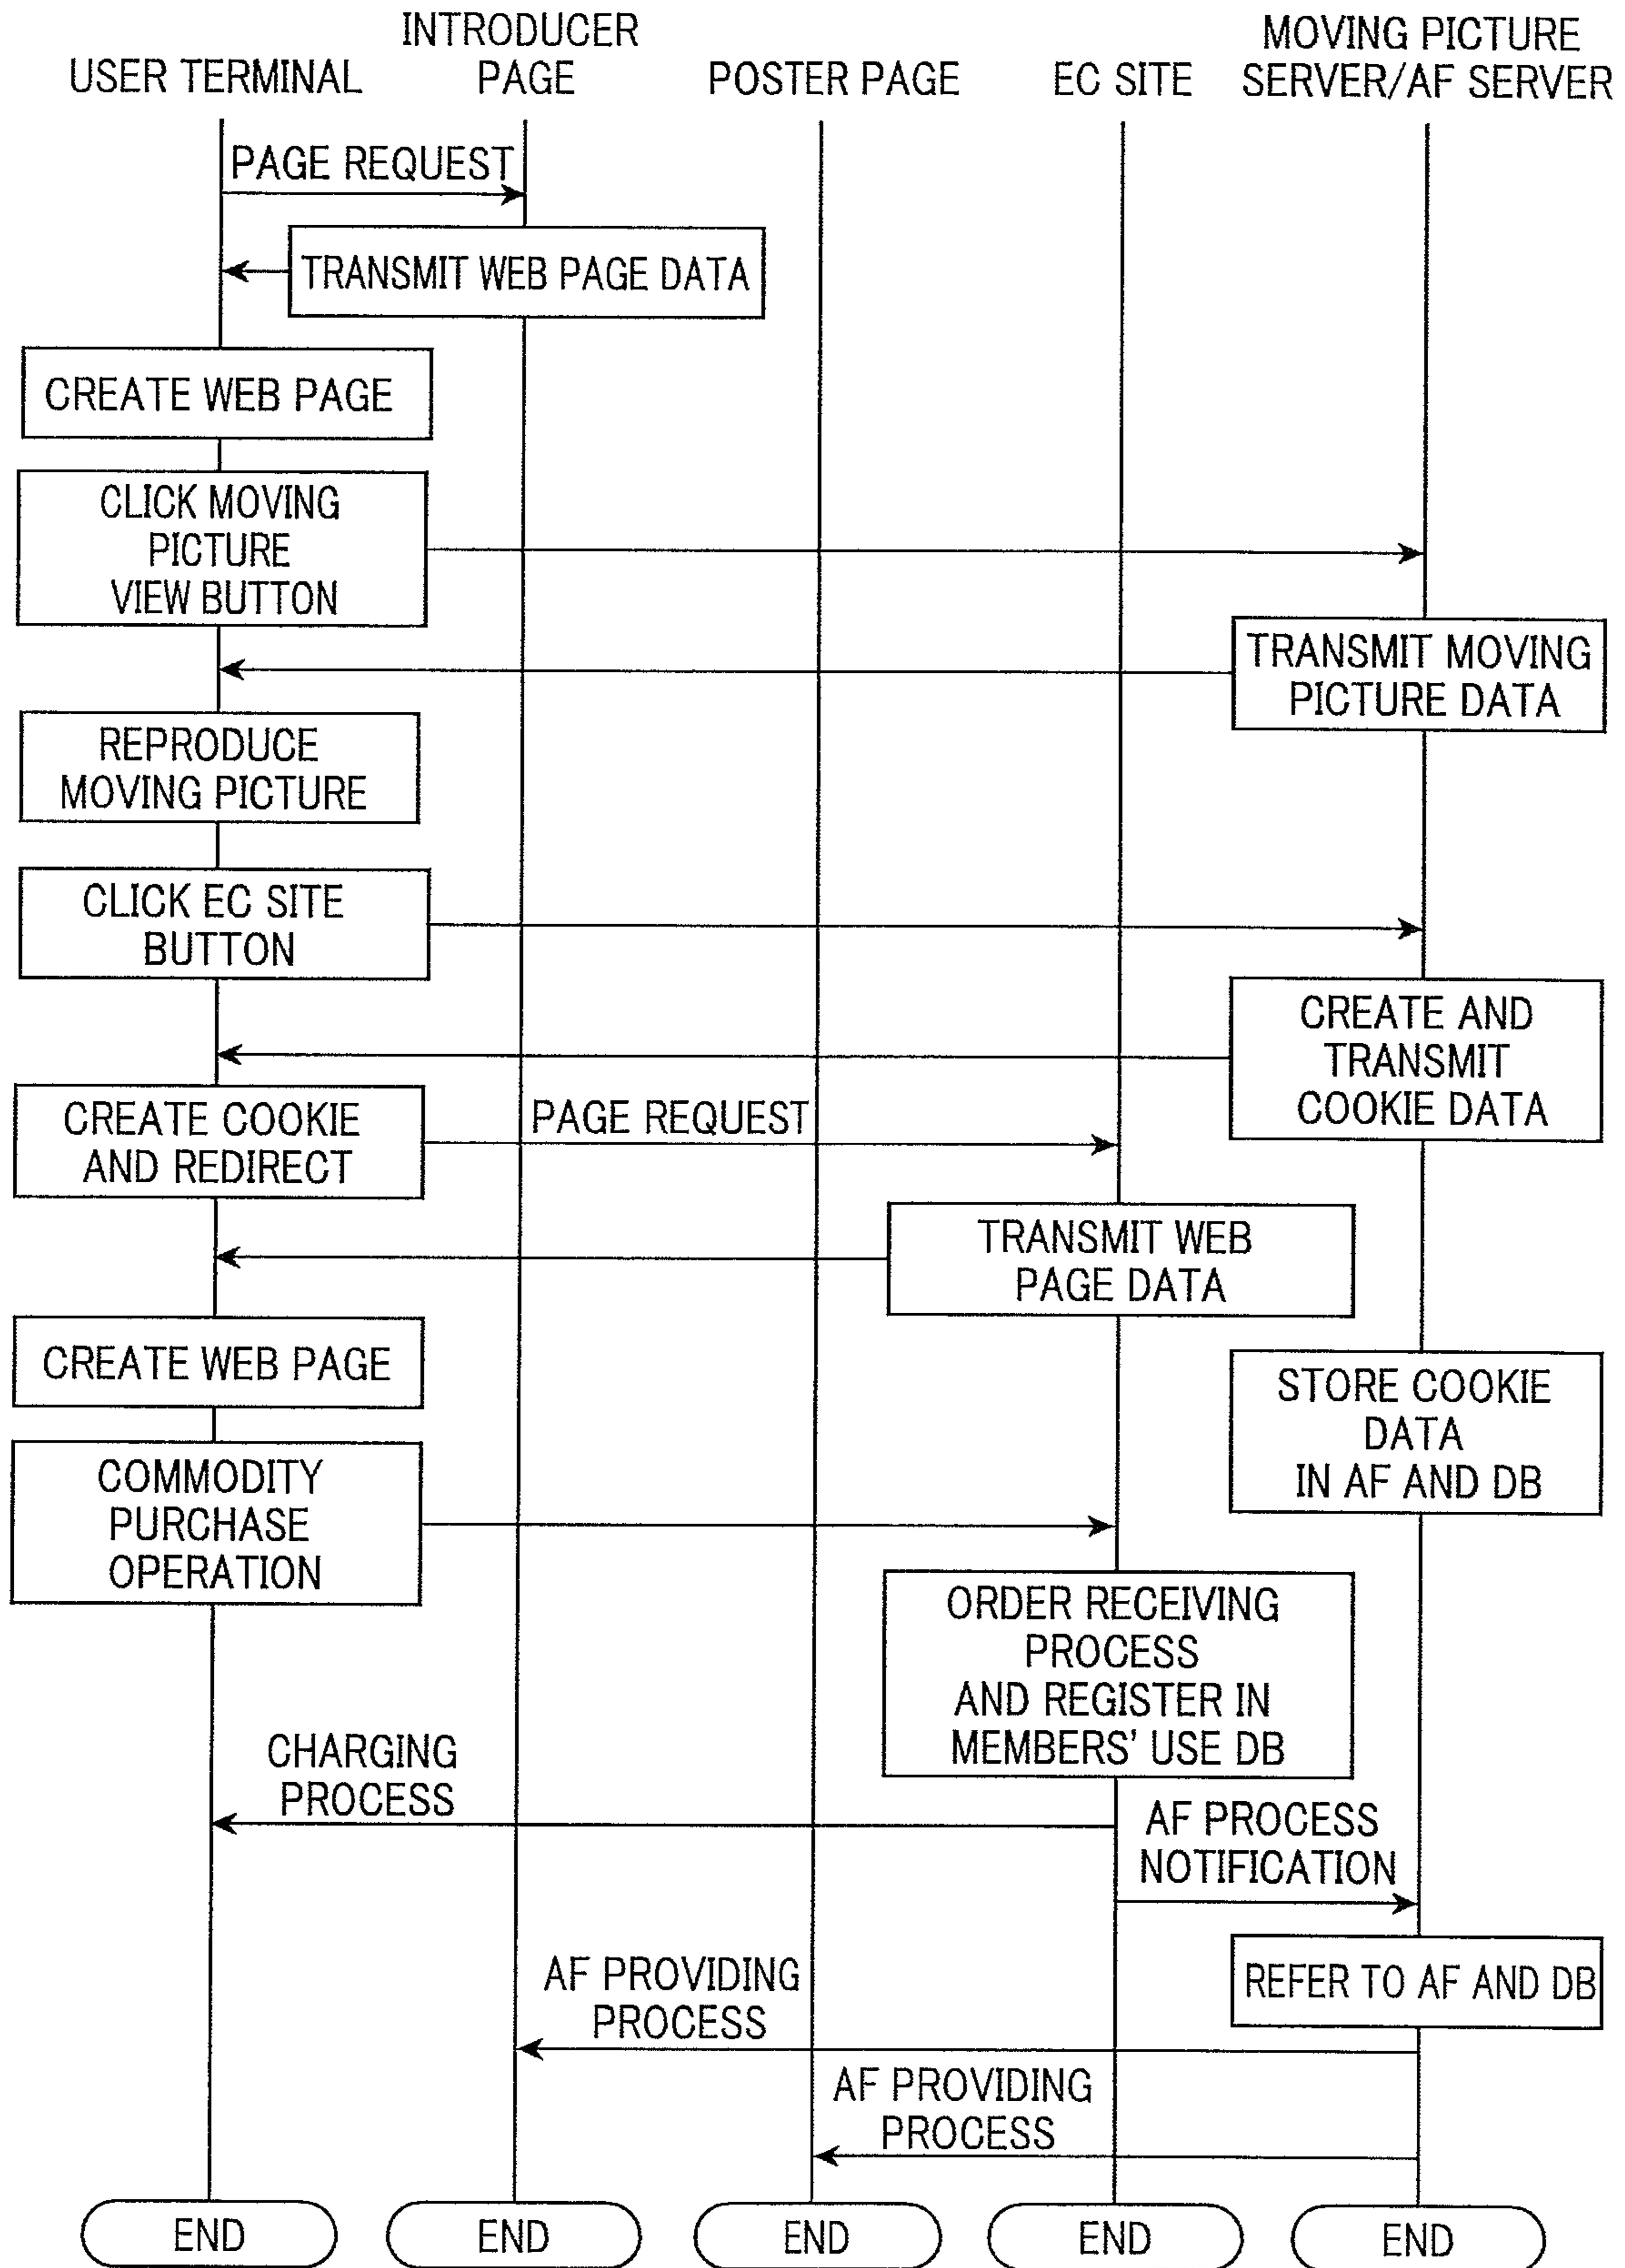 USER TERMINAL
INTRODUCER
PAGE
POSTER PAGE
EC SITE
MOVING PICTURE
SERVER/AF SERVER
PAGE REQUEST
TRANSMIT WEB PAGE DATA
CREATE WEB PAGE
CLICK MOVING
PICTURE
VIEW BUTTON
TRANSMIT MOVING
PICTURE DATA
REPRODUCE
MOVING PICTURE
CLICK EC SITE
BUTTON
CREATE AND
TRANSMIT
COOKIE DATA
CREATE COOKIE
AND REDIRECT
PAGE REQUEST
TRANSMIT WEB
PAGE DATA
CREATE WEB PAGE
STORE COOKIE
DATA
IN AF AND DB
COMMODITY
PURCHASE
OPERATION
ORDER RECEIVING
PROCESS
AND REGISTER IN
MEMBERS' USE DB
CHARGING
PROCESS
AF PROCESS
NOTIFICATION
REFER TO AF AND DB
AF PROVIDING
PROCESS
AF PROVIDING
PROCESS
END
END
END
END
END